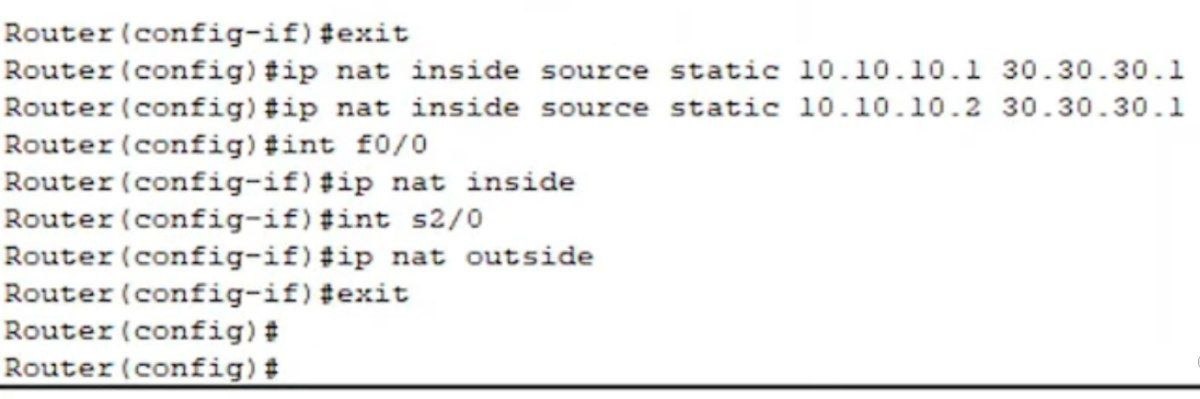 Router(config-if)#exit
Router(config)#ip nat inside source static 10.10.10.1 30.30.30.1
Router(config)#ip nat inside source static 10.10.10.2 30.30.30.1
Router(config)#int f0/0
Router(config-if)#ip nat inside
Router(config-if)#int s2/0
Router(config-if)#ip nat outside
Router(config-if)#exit
Router(config)#
Router(config)#